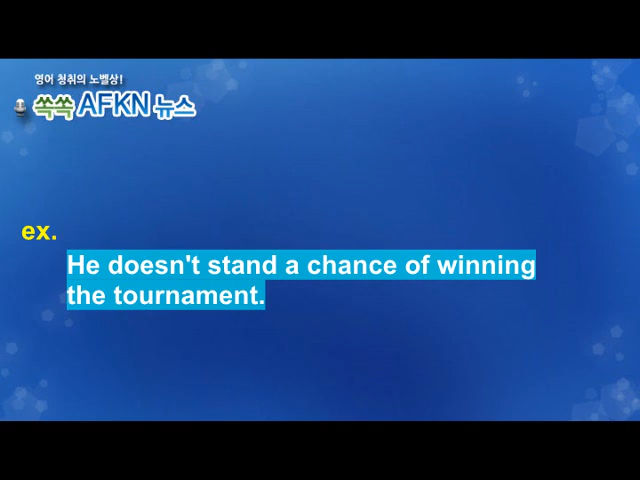 영어 청취의 노벨상!
쏙쏙 AFKN 뉴스
ex.
He doesn't stand a chance of winning
the tournament.